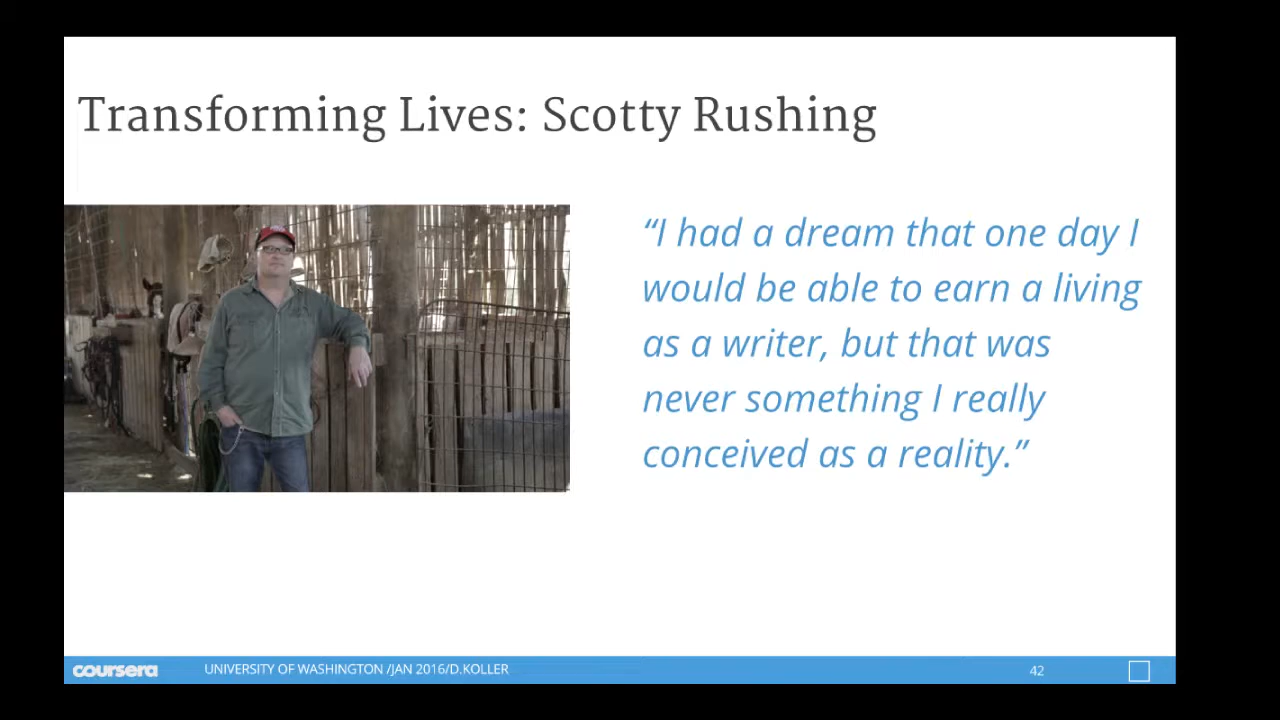 Transforming Lives: Scotty Rushing
“I had a dream that one day I
would be able to earn a living
as a writer, but that was
never something I really
conceived as a reality.”
coursera
UNIVERSITY OF WASHINGTON /JAN 2016/D.KOLLER
42